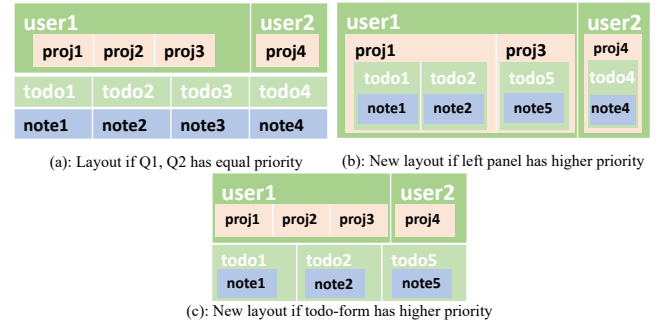 user1 user2
proj1 proj2 proj3 proj4
todo1 todo2 todo3 todo4
note1 note2 note3 note4
(a): Layout if Q1, Q2 has equal priority
user1 user2
proj1 proj3 proj4
todo1 todo2 todo5 todo4
note1 note2 note5 note4
(b): New layout if left panel has higher priority
user1 user2
proj1 proj2 proj3 proj4
todo1 todo2 todo5
note1 note2 note5
(c): New layout if todo-form has higher priority